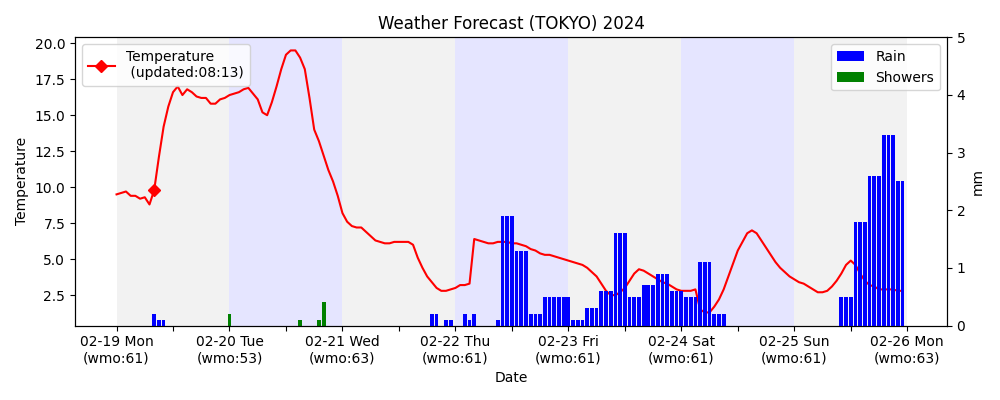 Weather Forecast (TOKYO) 2024
Temperature
(updated:08:13)
Rain
Showers
20.0
17.5
15.0
12.5
10.0
7.5
5.0
2.5
Temperature
5
4
3
2
1
0
mm
02-19 Mon 02-20 Tue 02-21 Wed 02-22 Thu 02-23 Fri 02-24 Sat 02-25 Sun 02-26 Mon
(wmo:61) (wmo:53) (wmo:63) (wmo:61) (wmo:61) (wmo:61) (wmo:61) (wmo:63)
Date